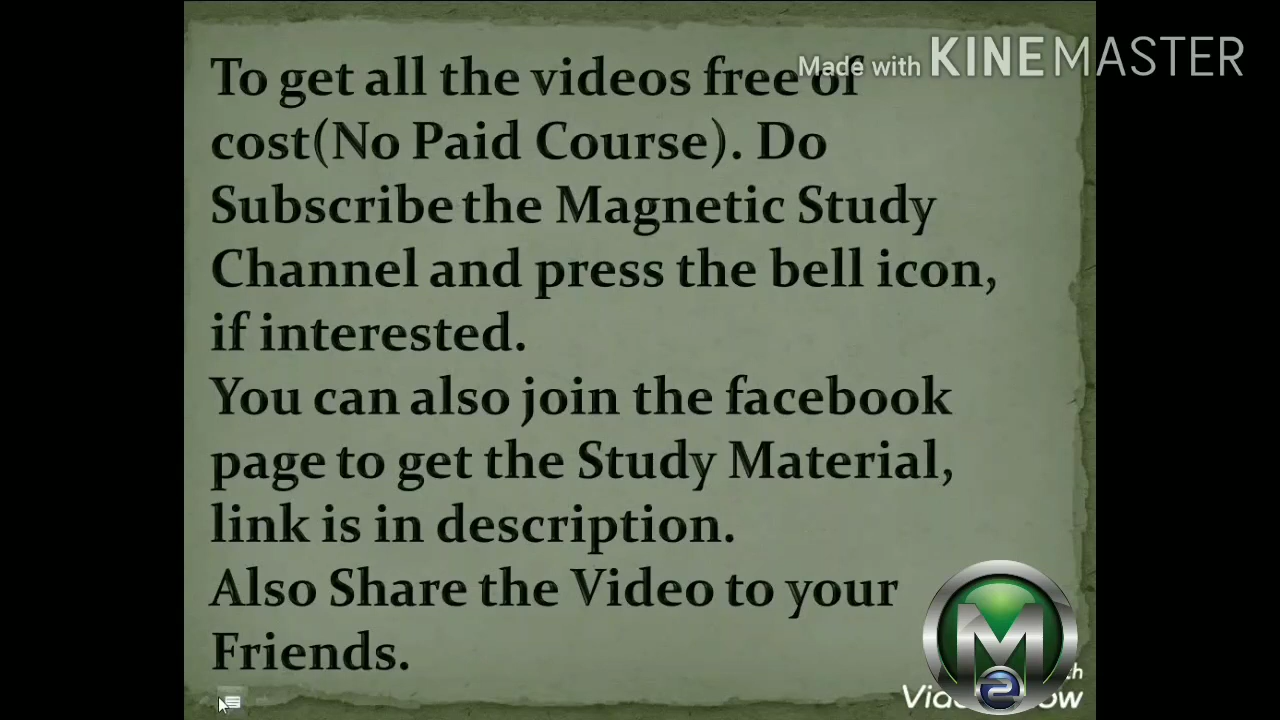 To get all the videos free of
Made with KINEMASTER
cost(No Paid Course). Do
Subscribe the Magnetic Study
Channel and press the bell icon,
if interested.
You can also join the facebook
page to get the Study Material,
link is in description.
Also Share the Video to your
Friends.
M
2